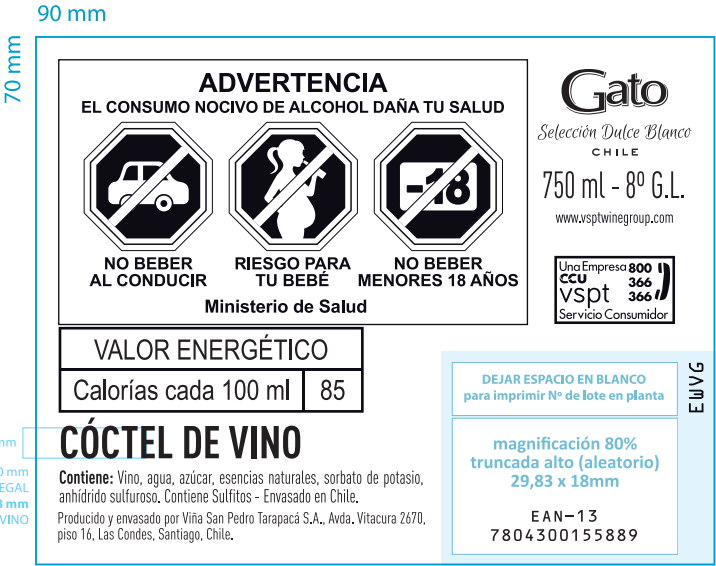 90 mm
70 mm
ADVERTENCIA
EL CONSUMO NOCIVO DE ALCOHOL DAÑA TU SALUD
-18
NO BEBER
AL CONDUCIR
RIESGO PARA
TU BEBÉ
NO BEBER
MENORES 18 AÑOS
Ministerio de Salud
Gato
Selección Dulce Blanco
CHILE
750 ml - 8º G.L.
www.vsptwinegroup.com
Una Empresa 800
CCU 366
vspt 366
Servicio Consumidor
VALOR ENERGÉTICO
Calorías cada 100 ml 85
CÓCTEL DE VINO
Contiene: Vino, agua, azúcar, esencias naturales, sorbato de potasio,
anhídrido sulfuroso. Contiene Sulfitos - Envasado en Chile.
Producido y envasado por Viña San Pedro Tarapacá S.A., Avda. Vitacura 2670,
piso 16, Las Condes, Santiago, Chile.
DEJAR ESPACIO EN BLANCO
para imprimir Nº de lote en planta
EWVG
magnificación 80%
truncada alto (aleatorio)
29,83 x 18mm
EAN-13
7804300155889
mm
0 mm
EGAL
mm
VINO